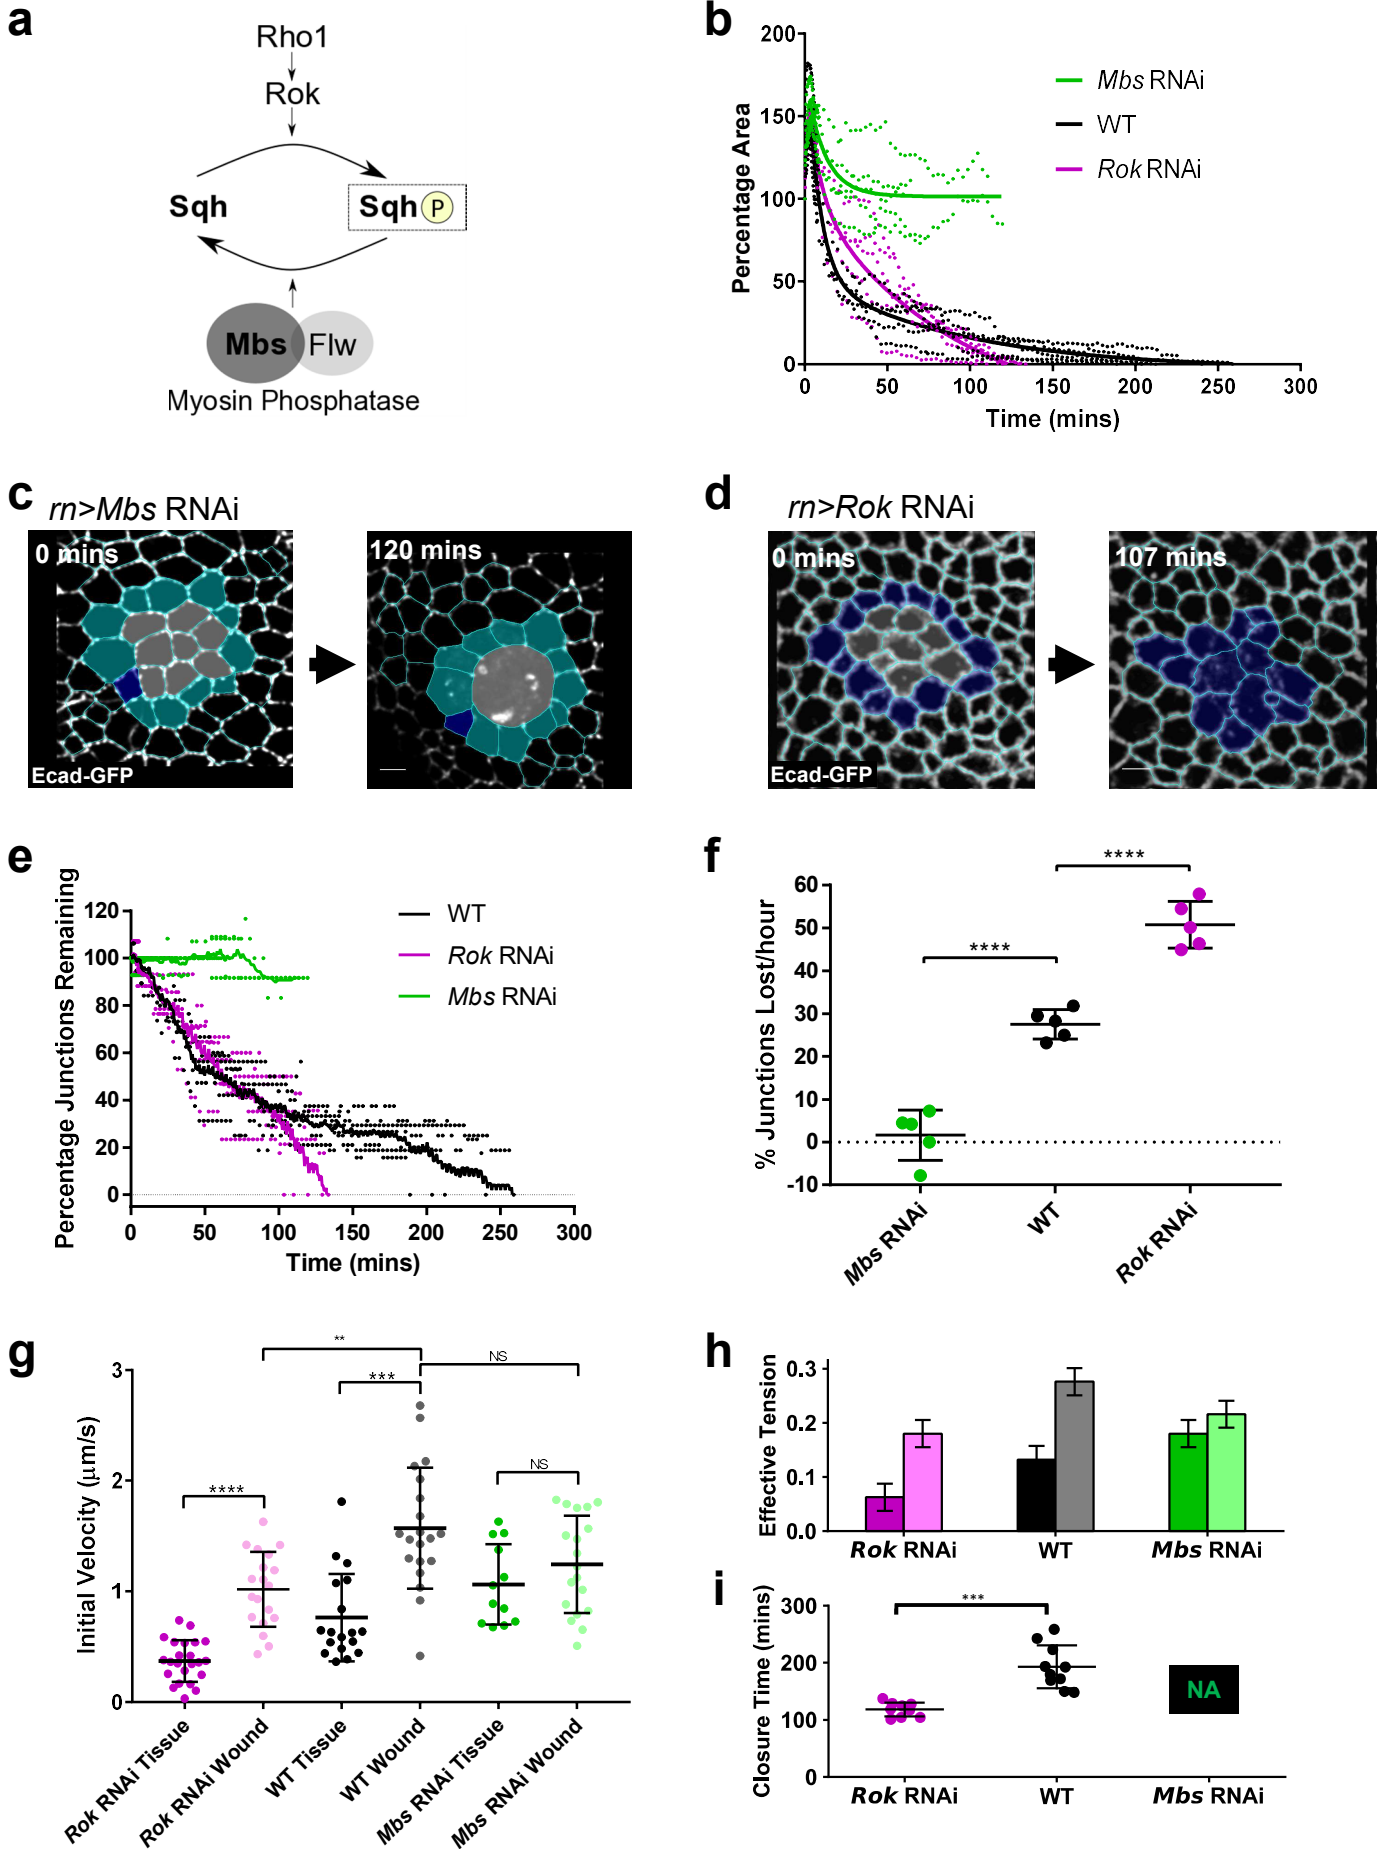 a
Rho1
Rok
Sqh
Sqh P
Mbs Flw
Myosin Phosphatase
b
200
150
100
50
0
Percentage Area
0 50 100 150 200 250 300
Time (mins)
Mbs RNAi
WT
Rok RNAi
c
rn>Mbs RNAi
0 mins
Ecad-GFP
120 mins
d
rn>Rok RNAi
0 mins
Ecad-GFP
107 mins
e
Percentage Junctions Remaining
120
100
80
60
40
20
0
0 50 100 150 200 250 300
Time (mins)
WT
Rok RNAi
Mbs RNAi
f
% Juctions Lost/hour
60
50
40
30
20
10
0
-10
****
****
Mbs RNAi
WT
Rok RNAi
g
Initial Velocity (μm/s)
3
2
1
0
**
NS
***
****
NS
Rok RNAi Tissue
Rok RNAi Wound
WT Tissue
WT Wound
Mbs RNAi Tissue
Mbs RNAi Wound
h
Effective Tension
0.3
0.2
0.1
0.0
Rok RNAi WT Mbs RNAi
i
Closure Time (mins)
300
200
100
0
***
NA
Rok RNAi WT Mbs RNAi